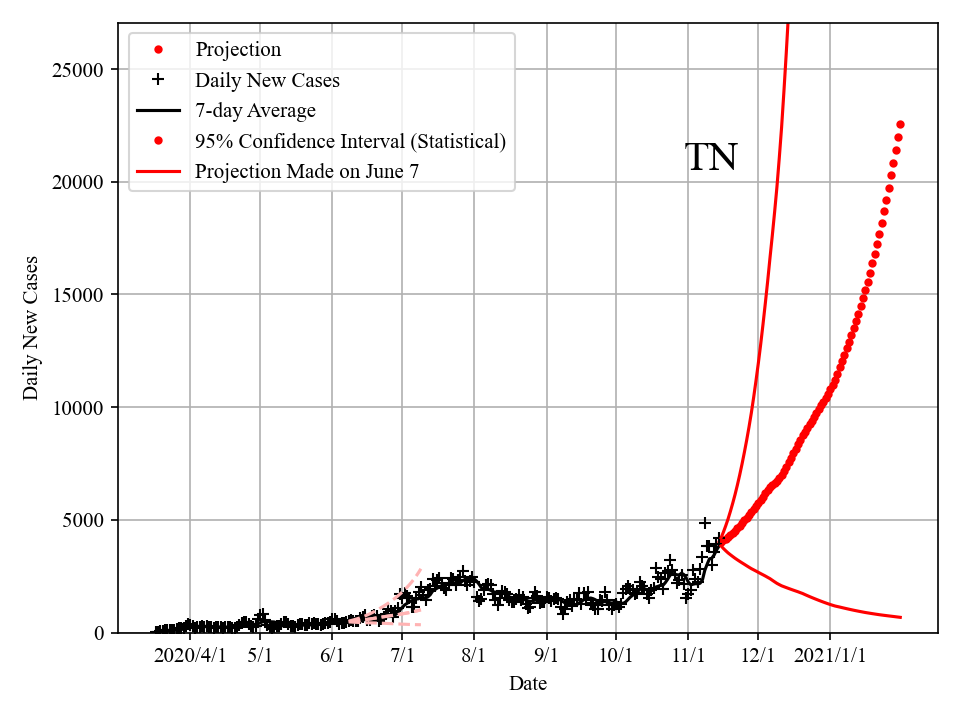 Projection
Daily New Cases
7-day Average
95% Confidence Interval (Statistical)
Projection Made on June 7
TN
25000
20000
15000
10000
5000
0
Daily New Cases
2020/4/1 5/1 6/1 7/1 8/1 9/1 10/1 11/1 12/1 2021/1/1
Date